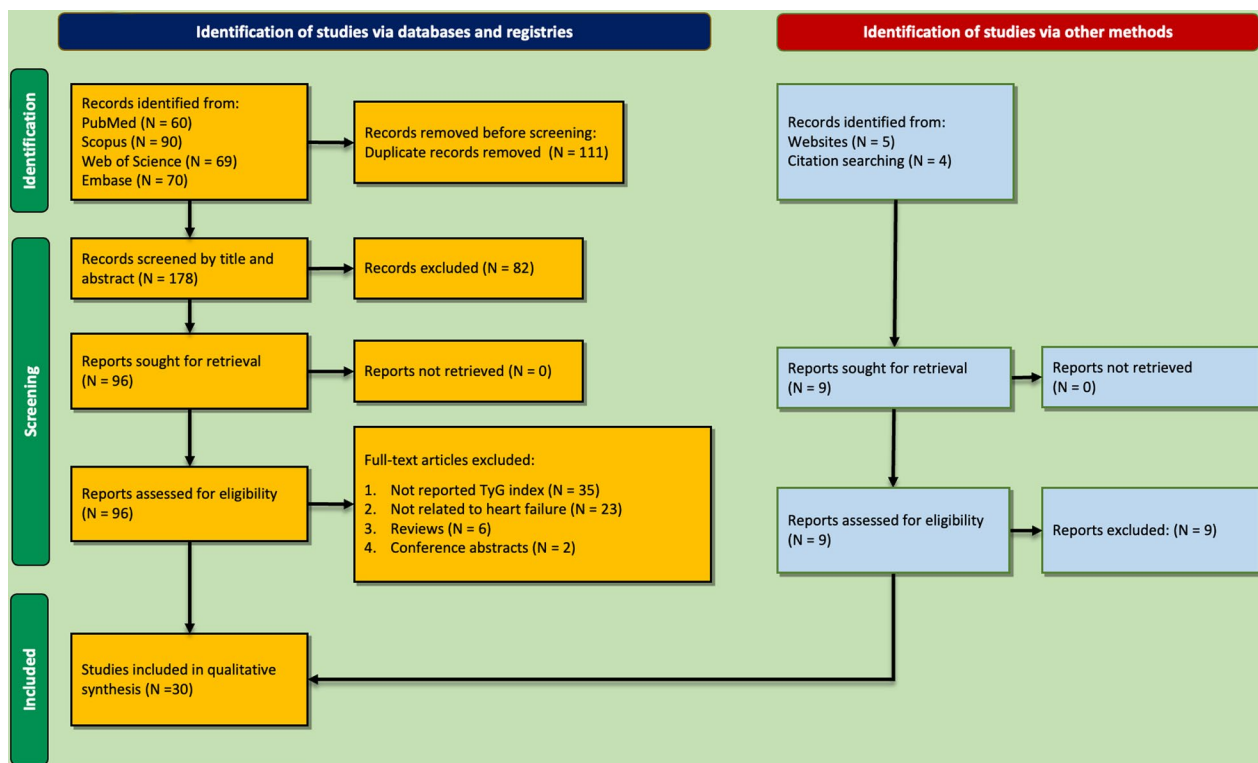 Identification of studies via databases and registries
Identification of studies via other methods
Identification
Records identified from:
PubMed (N = 60)
Scopus (N = 90)
Web of Science (N = 69)
Embase (N = 70)
Records removed before screening:
Duplicate records removed (N = 111)
Records identified from:
Websites (N = 5)
Citation searching (N = 4)
Screening
Records screened by title and
abstract (N = 178)
Records excluded (N = 82)
Reports sought for retrieval
(N = 96)
Reports not retrieved (N = 0)
Reports sought for retrieval
(N = 9)
Reports not retrieved
(N = 0)
Reports assessed for eligibility
(N = 96)
Full-text articles excluded:
1. Not reported TyG index (N = 35)
2. Not related to heart failure (N = 23)
3. Reviews (N = 6)
4. Conference abstracts (N = 2)
Reports assessed for eligibility
(N = 9)
Reports excluded: (N = 9)
Included
Studies included in qualitative
synthesis (N =30)